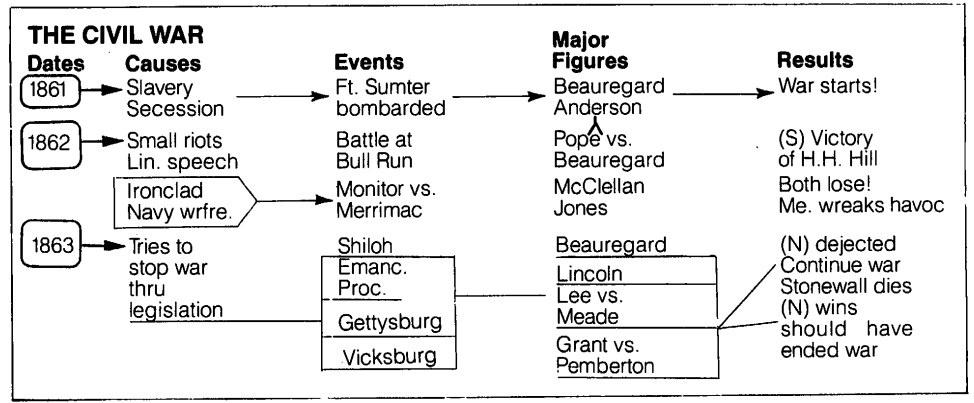 THE CIVIL WAR
Dates Causes Events Major Figures Results
1861 Slavery Secession Ft. Sumter bombarded Beauregard Anderson War starts!
1862 Small riots Lin. speech Battle at Bull Run Pope vs. Beauregard (S) Victory of H.H. Hill
Ironclad Navy wrfre. Monitor vs. Merrimac McClellan Jones Both lose! Me. wreaks havoc
1863 Tries to stop war thru legislation
Shiloh
Emanc. Proc.
Gettysburg
Vicksburg
Beauregard
Lincoln
Lee vs. Meade
Grant vs. Pemberton
(N) dejected
Continue war
Stonewall dies
(N) wins
should have
ended war